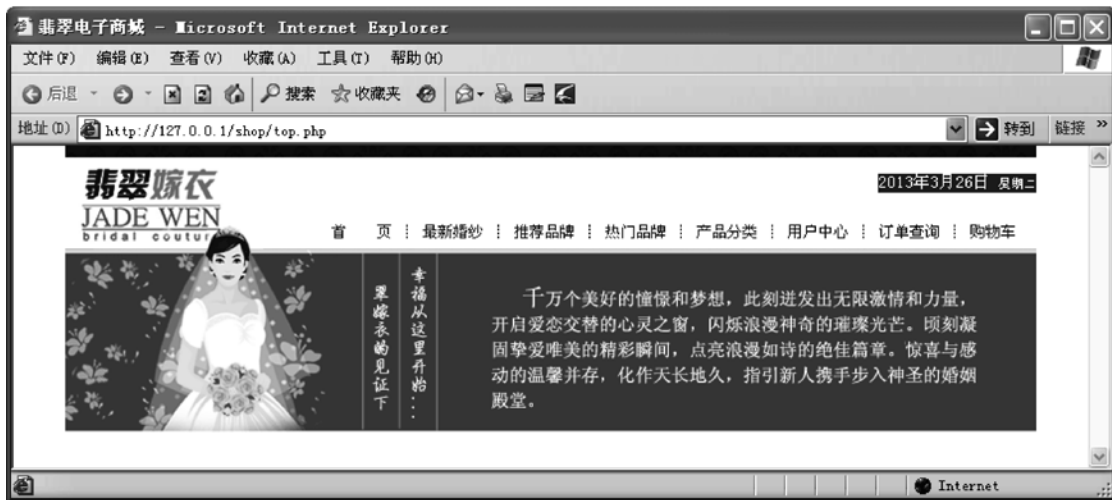 翡翠电子商城 - Microsoft Internet Explorer
文件(F) 编辑(E) 查看(V) 收藏(A) 工具(T) 帮助(H)
后退 搜索 收藏夹
地址(D) http://127.0.0.1/shop/top.php 转到 链接 »
翡翠嫁衣
2013年3月26日 星期二
JADE WEN
bridal couture
首 页 ┊ 最新婚纱 ┊ 推荐品牌 ┊ 热门品牌 ┊ 产品分类 ┊ 用户中心 ┊ 订单查询 ┊ 购物车
幸福从这里开始...
翠嫁衣的见证下
千万个美好的憧憬和梦想，此刻迸发出无限激情和力量，
开启爱恋交替的心灵之窗，闪烁浪漫神奇的璀璨光芒。顷刻凝
固挚爱唯美的精彩瞬间，点亮浪漫如诗的绝佳篇章。惊喜与感
动的温馨并存，化作天长地久，指引新人携手步入神圣的婚姻
殿堂。
Internet